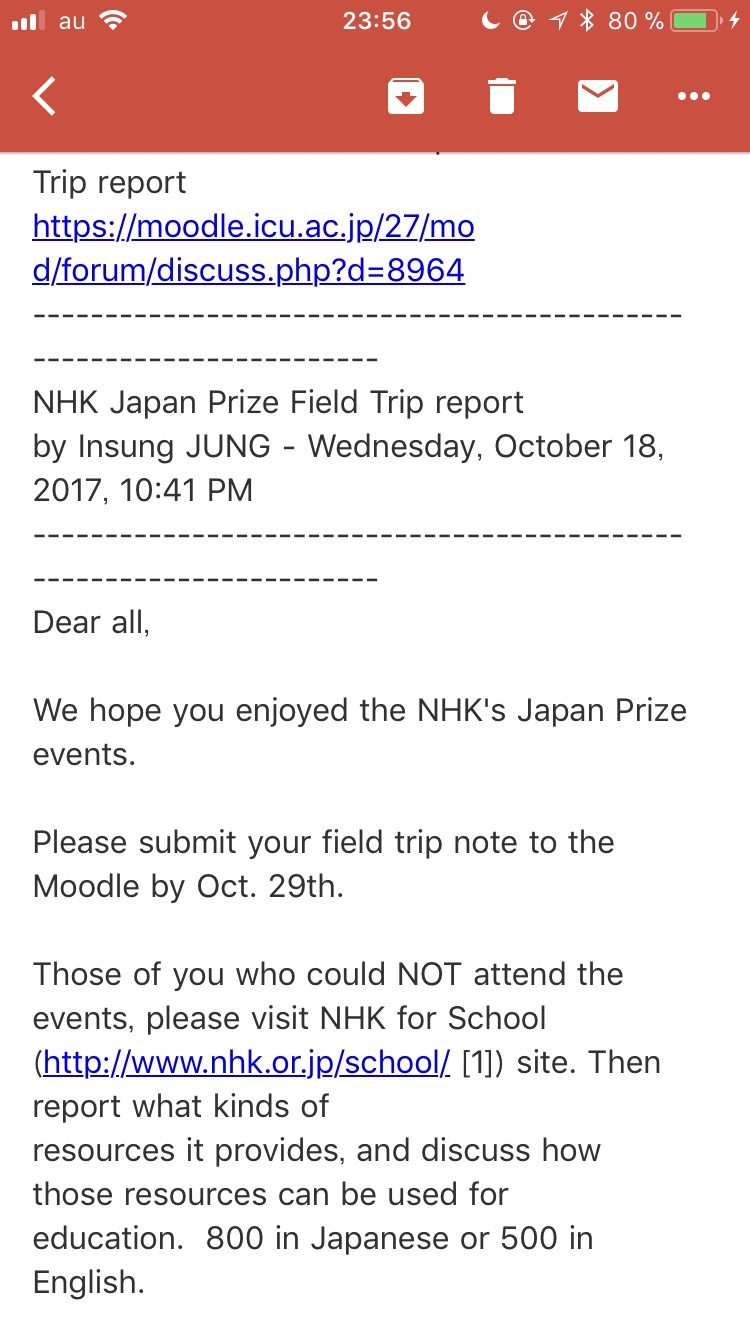 au 23:56 80 %
Trip report
https://moodle.icu.ac.jp/27/mo
d/forum/discuss.php?d=8964
---------------------------------------------
------------------------
NHK Japan Prize Field Trip report
by Insung JUNG - Wednesday, October 18,
2017, 10:41 PM
---------------------------------------------
------------------------
Dear all,
We hope you enjoyed the NHK's Japan Prize
events.
Please submit your field trip note to the
Moodle by Oct. 29th.
Those of you who could NOT attend the
events, please visit NHK for School
(http://www.nhk.or.jp/school/ [1]) site. Then
report what kinds of
resources it provides, and discuss how
those resources can be used for
education.  800 in Japanese or 500 in
English.